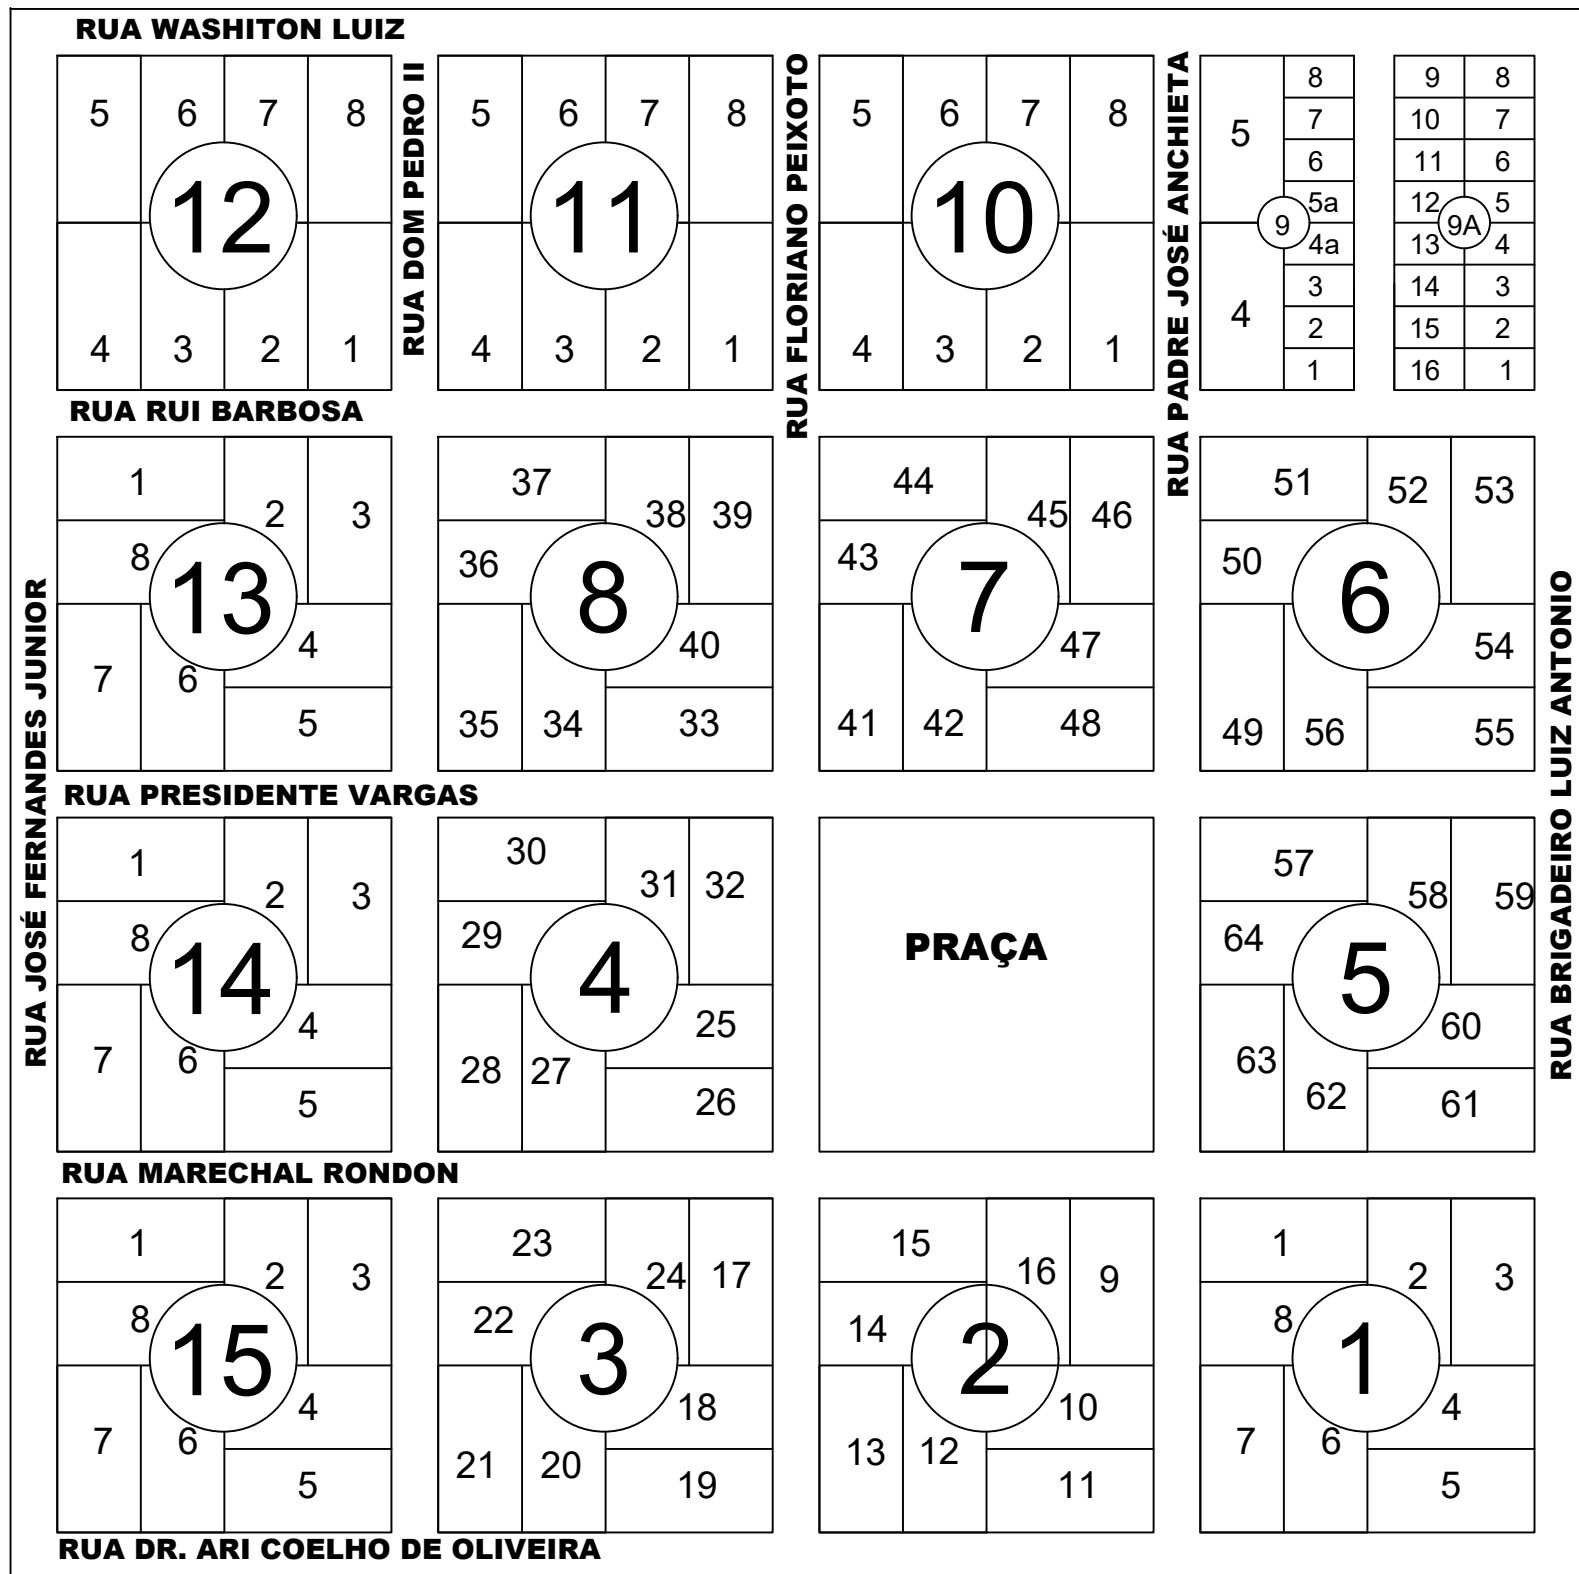 RUA WASHITON LUIZ
5 6 7 8
12
4 3 2 1
RUA DOM PEDRO II
5 6 7 8
11
4 3 2 1
RUA FLORIANO PEIXOTO
5 6 7 8
10
4 3 2 1
RUA PADRE JOSÉ ANCHIETA
5
4
9
8
7
6
5a
4a
3
2
1
9 8
10 7
11 6
12 5
9A
13 4
14 3
15 2
16 1
RUA RUI BARBOSA
RUA JOSÉ FERNANDES JUNIOR
1 2 3
8
13
4
7 6
5
37
38 39
36
8
40
35 34 33
44
45 46
43
7
47
41 42 48
51 52 53
50
6
54
49 56 55
RUA BRIGADEIRO LUIZ ANTONIO
RUA PRESIDENTE VARGAS
1 2 3
8
14
4
7 6
5
30
31 32
29
4
25
28 27
26
PRAÇA
57
58 59
64
5
60
63
62 61
RUA MARECHAL RONDON
1 2 3
8
15
4
7 6
5
23
24 17
22
3
18
21 20
19
15
16 9
14
2
10
13 12
11
1 2 3
8
1
4
7 6
5
RUA DR. ARI COELHO DE OLIVEIRA